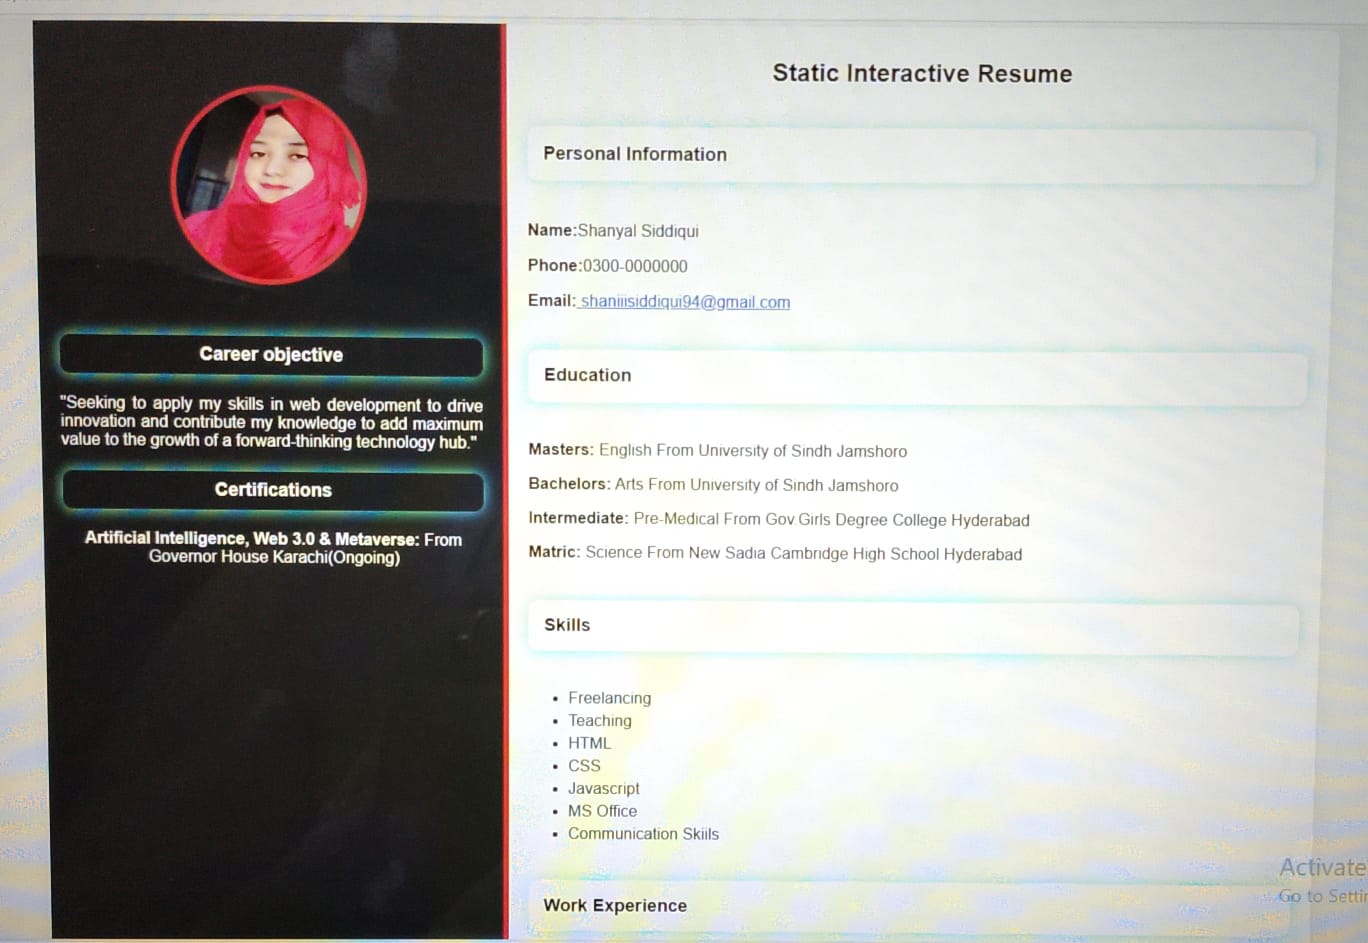 Career objective
"Seeking to apply my skills in web development to drive
innovation and contribute my knowledge to add maximum
value to the growth of a forward-thinking technology hub."
Certifications
Artificial Intelligence, Web 3.0 & Metaverse: From
Governor House Karachi(Ongoing)
Static Interactive Resume
Personal Information
Name:Shanyal Siddiqui
Phone:0300-0000000
Email: shaniiisiddiqui94@gmail.com
Education
Masters: English From University of Sindh Jamshoro
Bachelors: Arts From University of Sindh Jamshoro
Intermediate: Pre-Medical From Gov.Girls Degree College Hyderabad
Matric: Science From New Sadia Cambridge High School Hyderabad
Skills
Freelancing
Teaching
HTML
CSS
Javascript
MS Office
Communication Skiils
Work Experience
Activate
Go to Settin